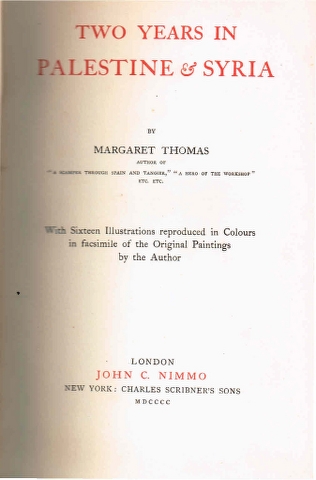 TWO YEARS IN
PALESTINE & SYRIA
BY
MARGARET THOMAS
AUTHOR OF
"A SCAMPER THROUGH SPAIN AND TANGIER," "A HERO OF THE WORKSHOP"
ETC. ETC.
With Sixteen Illustrations reproduced in Colours
in facsimile of the Original Paintings
by the Author
LONDON
JOHN C. NIMMO
NEW YORK: CHARLES SCRIBNER'S SONS
MDCCCC